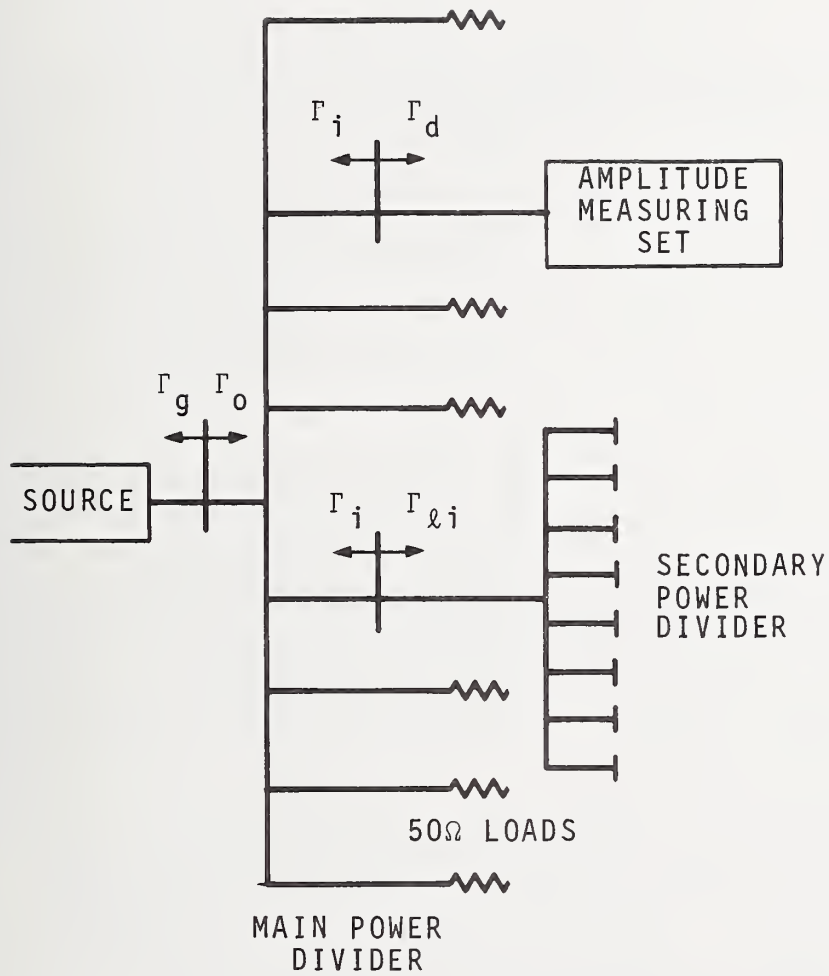 Γi Γd
AMPLITUDE
MEASURING
SET
Γg Γo
SOURCE
Γi Γℓi
SECONDARY
POWER
DIVIDER
50Ω LOADS
MAIN POWER
DIVIDER